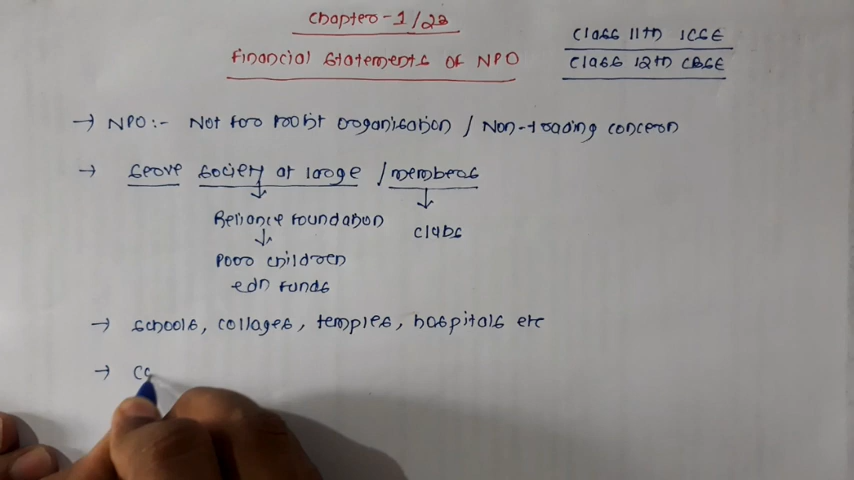 Chapter-1/23
Financial Statements of NPO
Class 11th ICSE
Class 12th CBSE
→ NPO:- Not for profit organisation / Non-trading concern
→ Serve Society at large / members
Reliance foundation
clubs
Poor children
edn funds
→ schools, collages, temples, hospitals etc
→